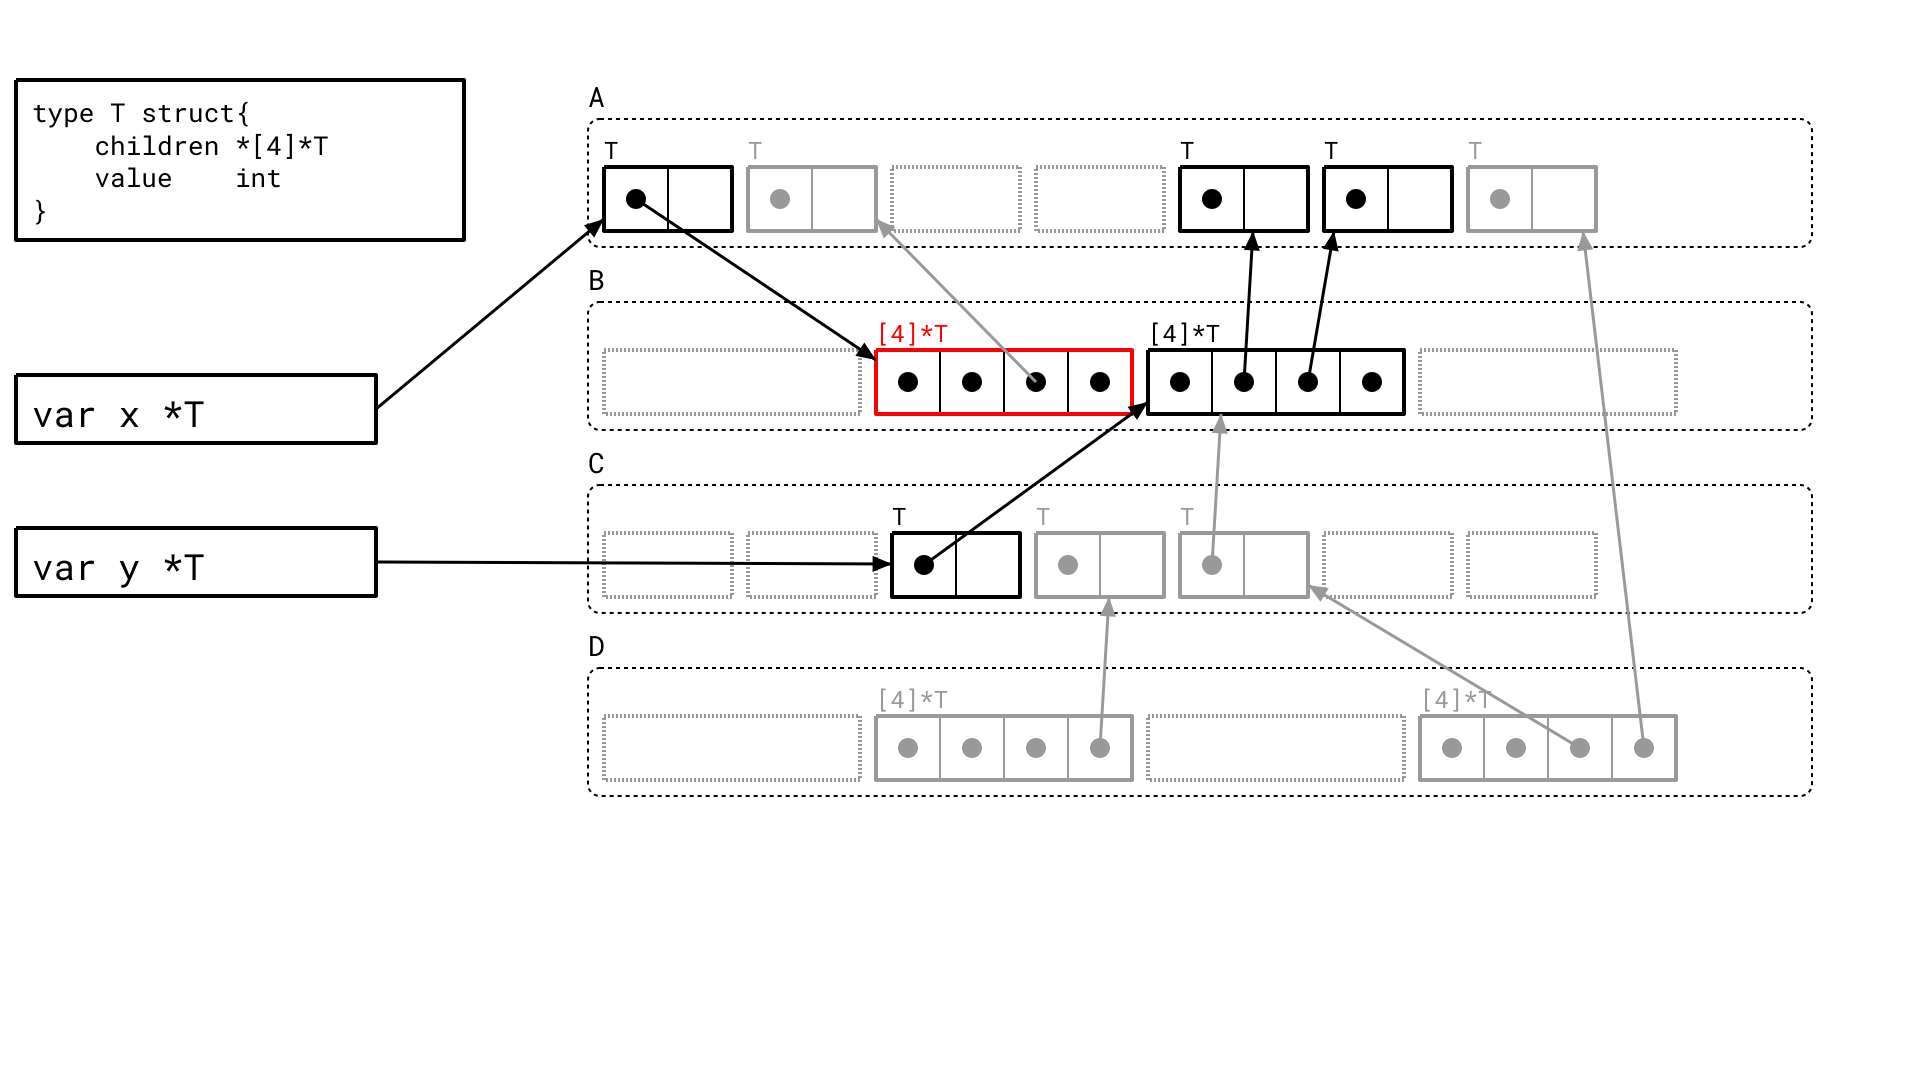 type T struct{
    children *[4]*T
    value    int
}
var x *T
var y *T
A
T
T
T
T
T
B
[4]*T
[4]*T
C
T
T
T
D
[4]*T
[4]*T